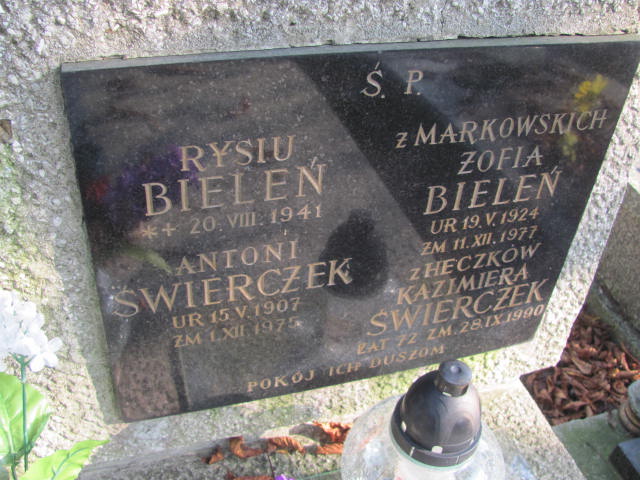 Ś. P.
RYSIU
BIELEŃ
*+ 20.VIII.1941
ANTONI
ŚWIERCZEK
UR 15.V.1907
ZM 1.XII.1975
z MARKOWSKICH
ZOFIA
BIELEŃ
UR 19.V.1924
ZM 11.XII.1977
z HECZKÓW
KAZIMIERA
ŚWIERCZEK
ŁAT 72 ZM.28.IX.1990
POKÓJ ICH DUSZOM